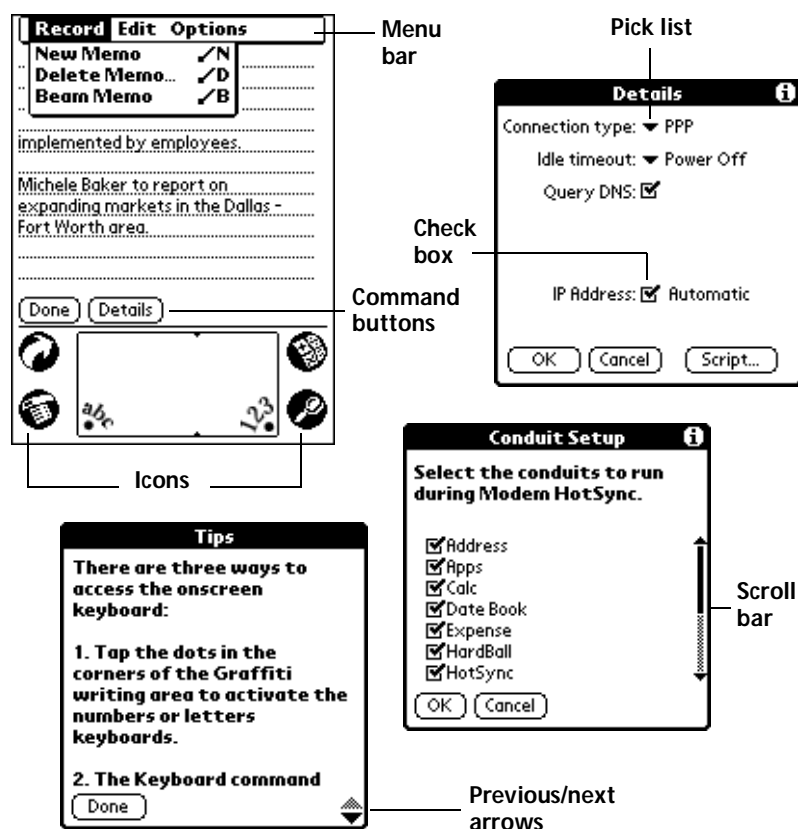 Record Edit Options
New Memo ✓N
Delete Memo... ✓D
Beam Memo ✓B
implemented by employees.
Michele Baker to report on
expanding markets in the Dallas -
Fort Worth area.
Done Details
abc 123
Menu
bar
Command
buttons
Icons
Pick list
Details i
Connection type: PPP
Idle timeout: Power Off
Query DNS:
IP Address: Automatic
OK Cancel Script...
Check
box
Conduit Setup i
Select the conduits to run
during Modem HotSync.
Address
Apps
Calc
Date Book
Expense
HardBall
HotSync
OK Cancel
Scroll
bar
Tips
There are three ways to
access the onscreen
keyboard:
1. Tap the dots in the
corners of the Graffiti
writing area to activate the
numbers or letters
keyboards.
2. The Keyboard command
Done
Previous/next
arrows